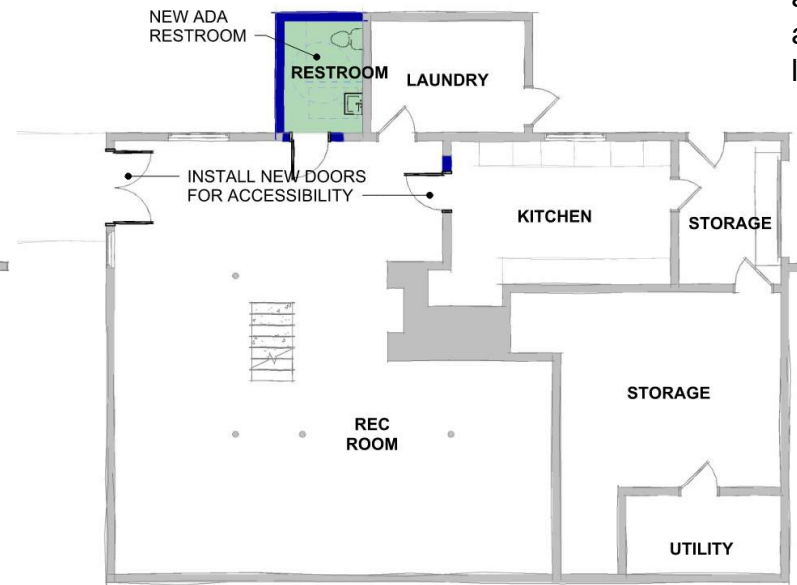 NEW ADA
RESTROOM
RESTROOM
LAUNDRY
INSTALL NEW DOORS
FOR ACCESSIBILITY
KITCHEN
STORAGE
STORAGE
REC
ROOM
UTILITY